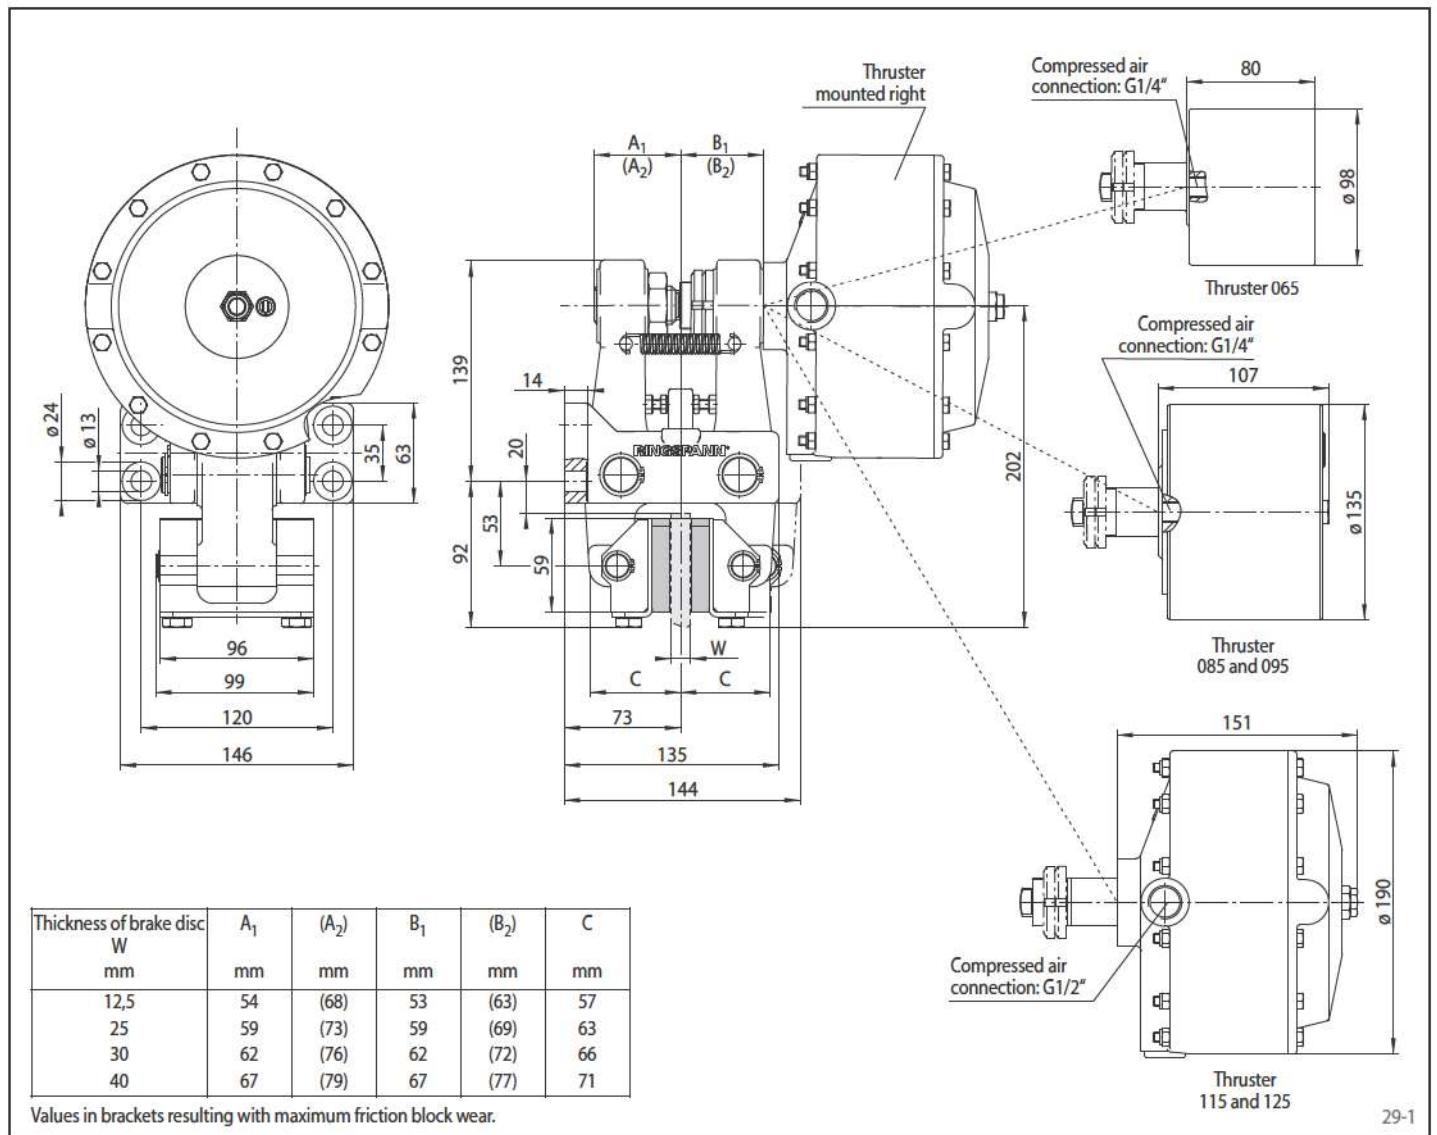 Thruster
mounted right
Compressed air
connection: G1/4“
80
A1
(A2)
B1
(B2)
ø 98
Thruster 065
Compressed air
connection: G1/4“
107
139
14
ø 24
ø 13
35
63
20
RINGSPANN®
202
ø 135
53
92
59
96
99
120
146
W
C
C
73
135
144
Thruster
085 and 095
151
ø 190
Compressed air
connection: G1/2“
Thruster
115 and 125
Thickness of brake disc A1 (A2) B1 (B2) C
W
mm mm mm mm mm mm
12,5 54 (68) 53 (63) 57
25 59 (73) 59 (69) 63
30 62 (76) 62 (72) 66
40 67 (79) 67 (77) 71
Values in brackets resulting with maximum friction block wear.
29-1